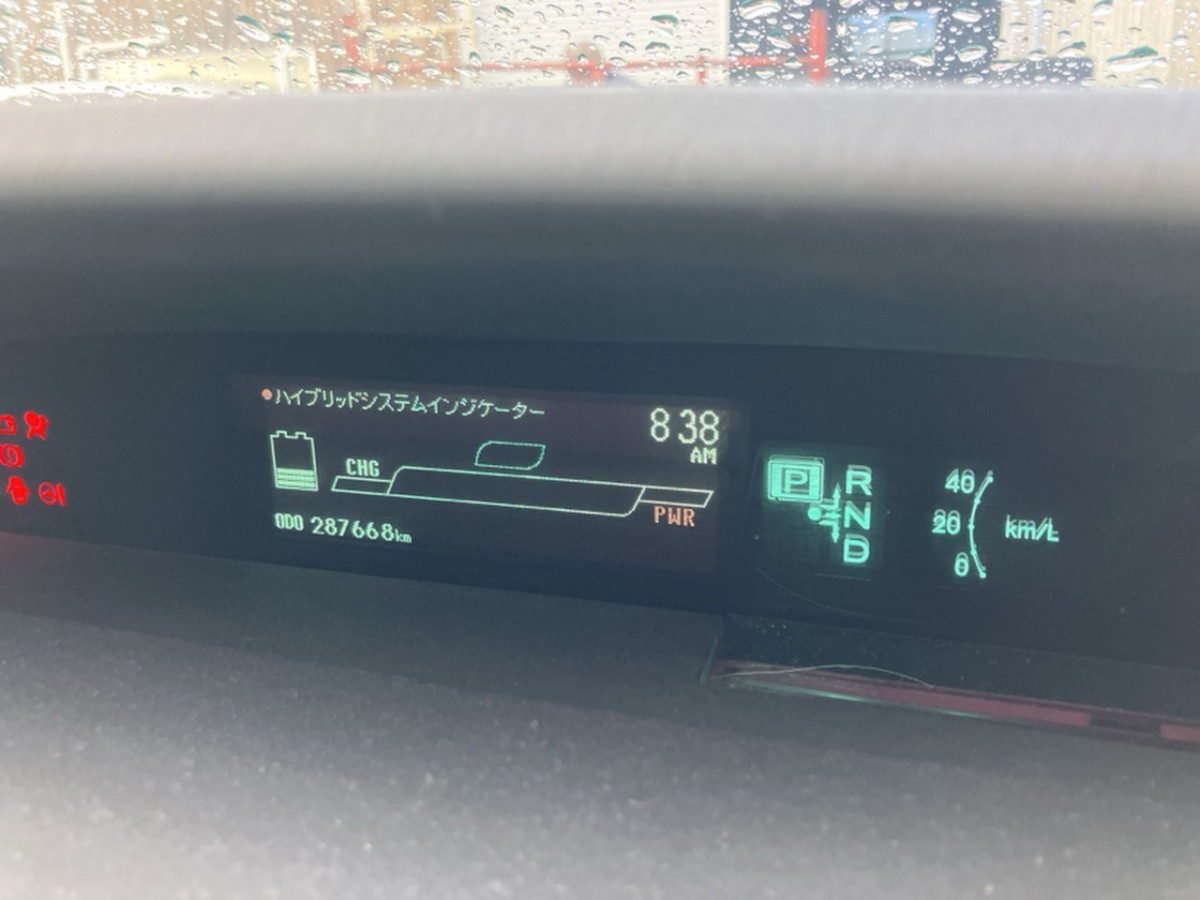 ハイブリッドシステムインジケーター
8:38
AM
CHG
PWR
ODO 287668km
P
R
N
D
40
20
0
km/L